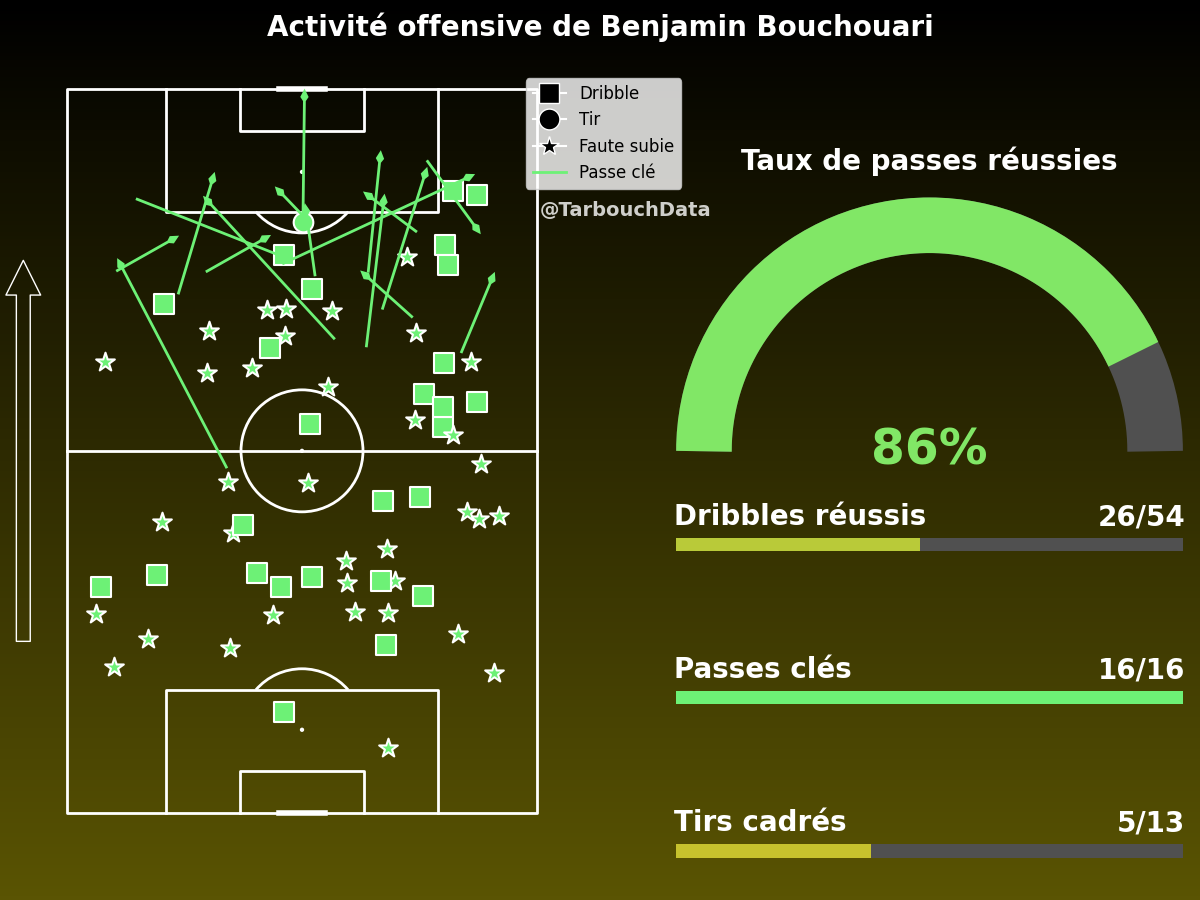 Activité offensive de Benjamin Bouchouari
Dribble
Tir
Faute subie
Passe clé
@TarbouchData
Taux de passes réussies
86%
Dribbles réussis 26/54
Passes clés 16/16
Tirs cadrés 5/13